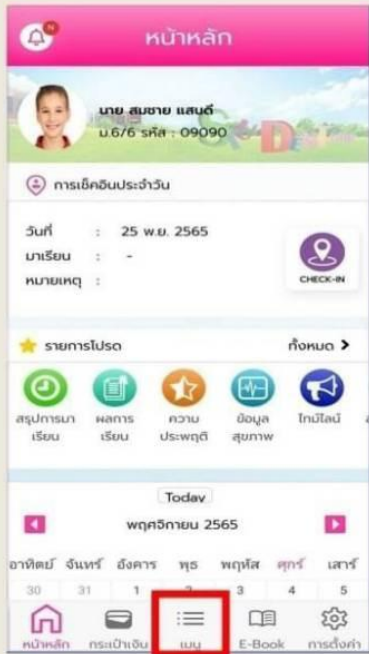 N
หน้าหลัก
นาย สมชาย แสนดี
ม.6/6 รหัส : 09090
การเช็คอินประจำวัน
วันที่ : 25 พ.ย. 2565
มาเรียน : -
หมายเหตุ :
CHECK-IN
รายการโปรด ทั้งหมด >
สรุปการมาเรียน
ผลการเรียน
ความประพฤติ
ข้อมูลสุขภาพ
ไทม์ไลน์
Today
พฤศจิกายน 2565
อาทิตย์ จันทร์ อังคาร พุธ พฤหัส ศุกร์ เสาร์
30 31 1 2 3 4 5
หน้าหลัก กระเป๋าเงิน เมนู E-Book การตั้งค่า